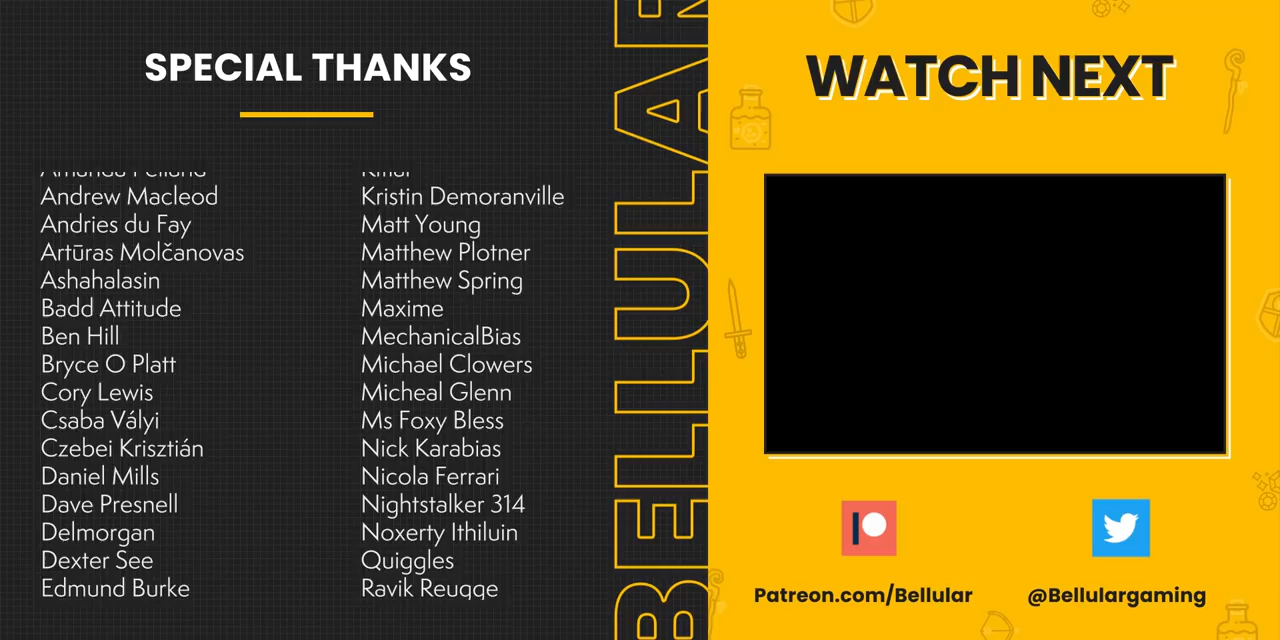 SPECIAL THANKS
Andrew Macleod
Andries du Fay
Artūras Molčanovas
Ashahalasin
Badd Attitude
Ben Hill
Bryce O Platt
Cory Lewis
Csaba Vályi
Czebei Krisztián
Daniel Mills
Dave Presnell
Delmorgan
Dexter See
Edmund Burke
Kristin Demoranville
Matt Young
Matthew Plotner
Matthew Spring
Maxime
MechanicalBias
Michael Clowers
Micheal Glenn
Ms Foxy Bless
Nick Karabias
Nicola Ferrari
Nightstalker 314
Noxerty Ithiluin
Quiggles
Ravik Reugge
BELLULAR
WATCH NEXT
Patreon.com/Bellular
@Bellulargaming